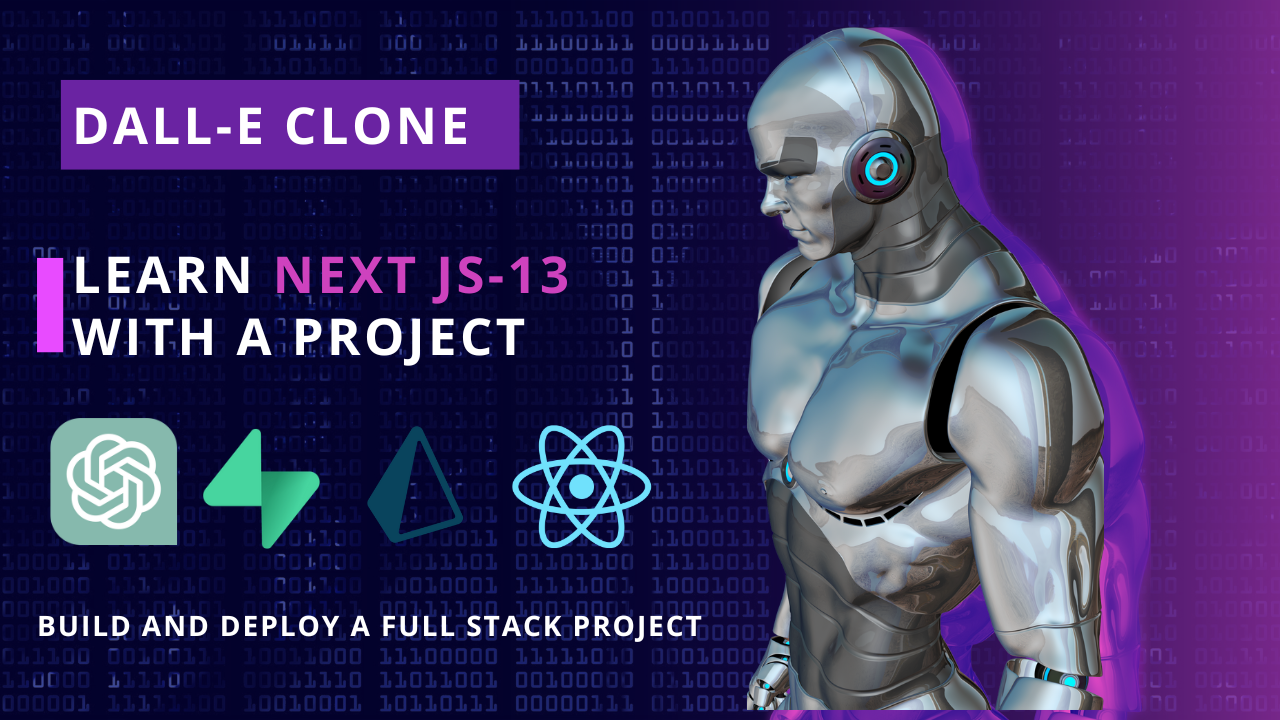 DALL-E CLONE
LEARN NEXT JS-13
WITH A PROJECT
BUILD AND DEPLOY A FULL STACK PROJECT